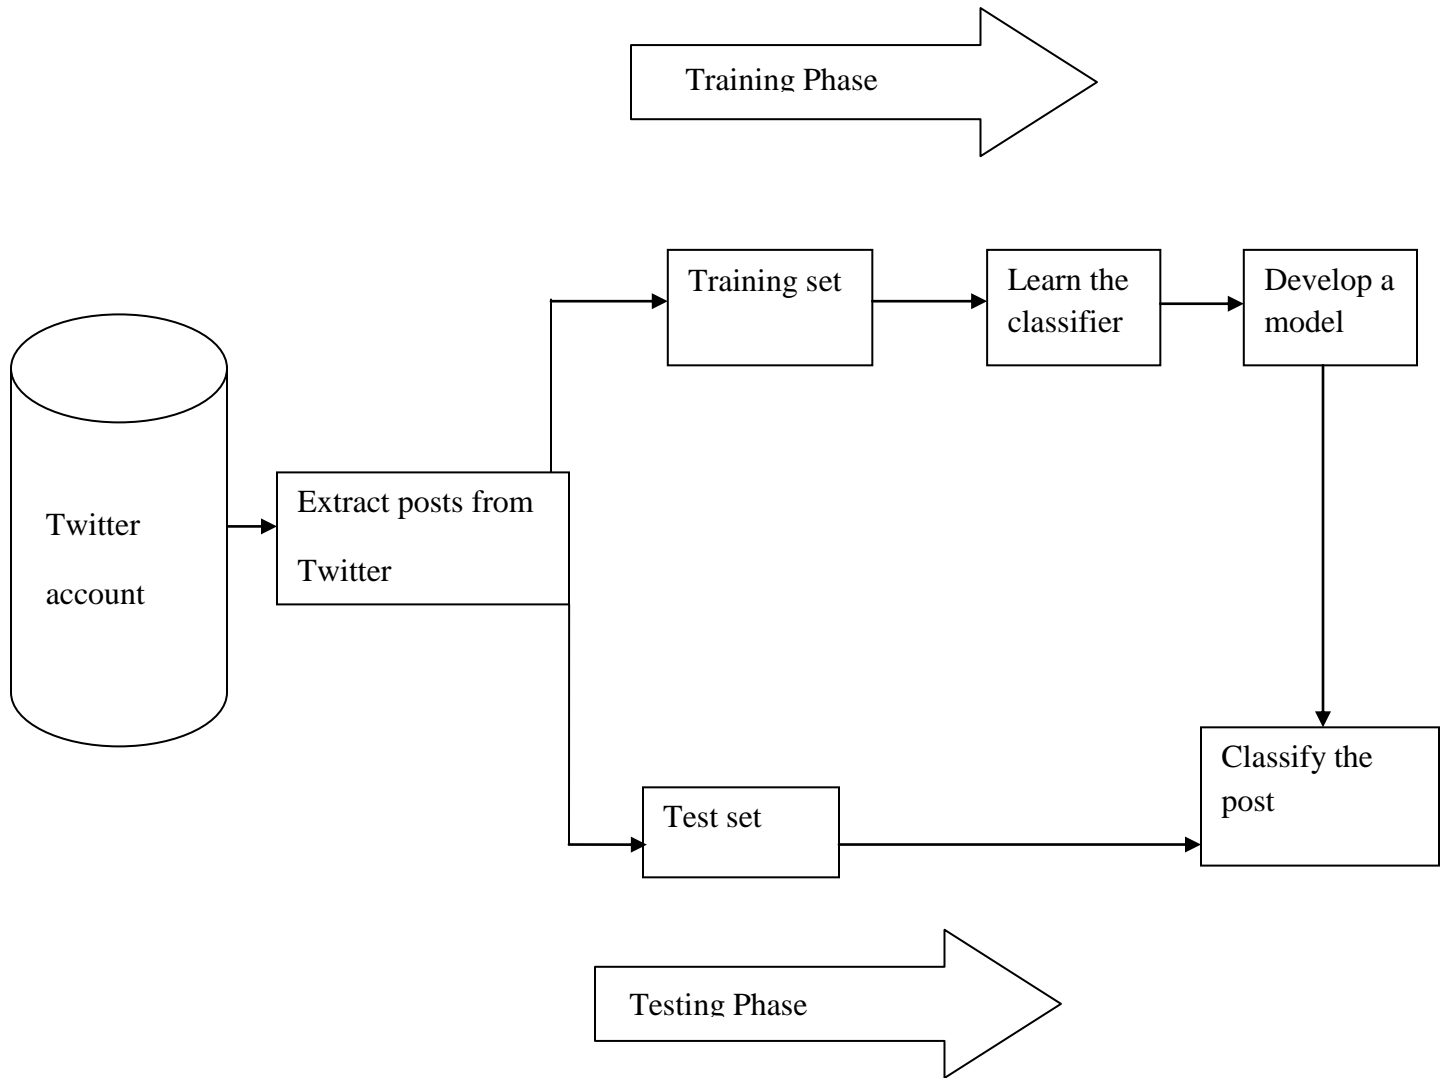 Training Phase
Training set
Learn the
classifier
Develop a
model
Twitter
account
Extract posts from
Twitter
Test set
Classify the
post
Testing Phase